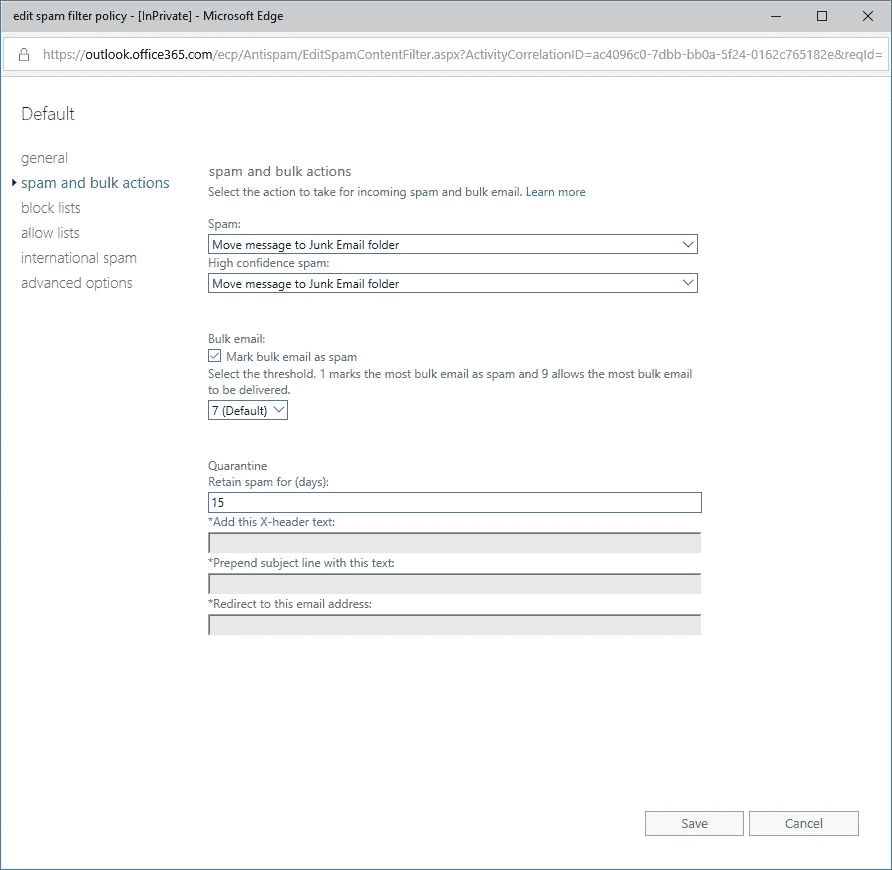 edit spam filter policy - [InPrivate] - Microsoft Edge
https://outlook.office365.com/ecp/Antispam/EditSpamContentFilter.aspx?ActivityCorrelationID=ac4096c0-7dbb-bb0a-5f24-0162c765182e&reqId=
Default
general
spam and bulk actions
block lists
allow lists
international spam
advanced options
spam and bulk actions
Select the action to take for incoming spam and bulk email. Learn more
Spam:
Move message to Junk Email folder
High confidence spam:
Move message to Junk Email folder
Bulk email:
Mark bulk email as spam
Select the threshold. 1 marks the most bulk email as spam and 9 allows the most bulk email
to be delivered.
7 (Default)
Quarantine
Retain spam for (days):
15
*Add this X-header text:
*Prepend subject line with this text:
*Redirect to this email address:
Save
Cancel